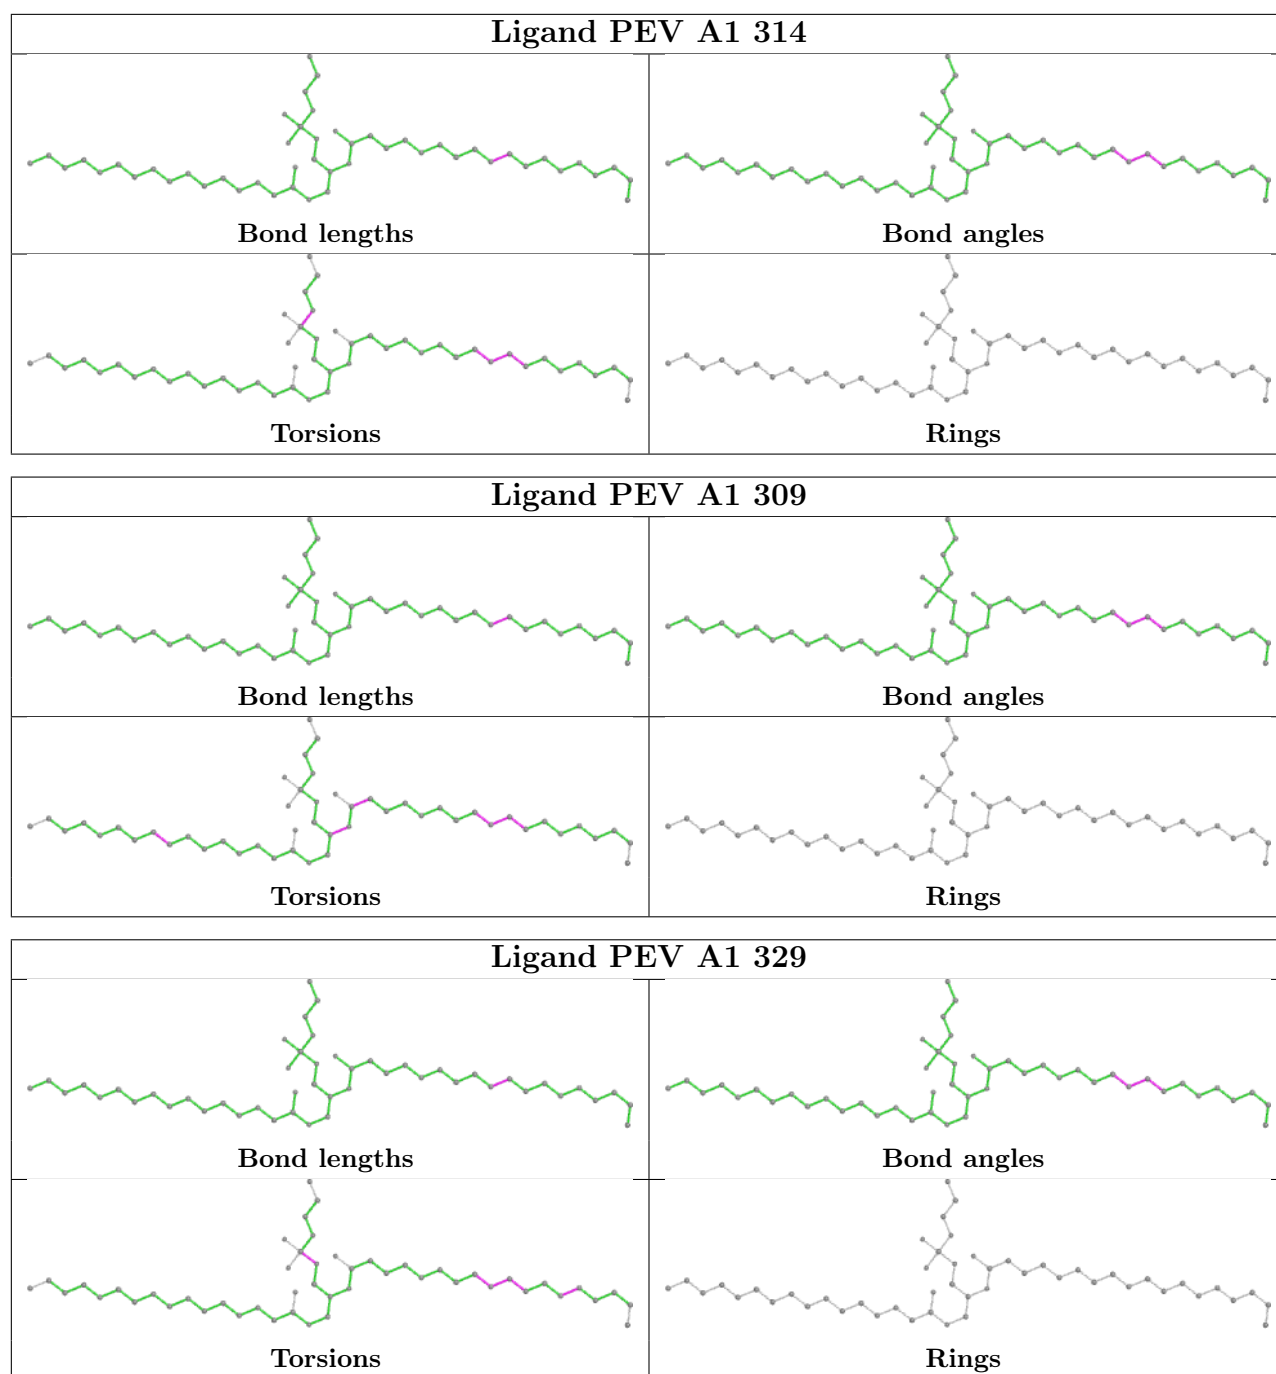 Ligand PEV A1 314
Bond lengths
Bond angles
Torsions
Rings
Ligand PEV A1 309
Bond lengths
Bond angles
Torsions
Rings
Ligand PEV A1 329
Bond lengths
Bond angles
Torsions
Rings